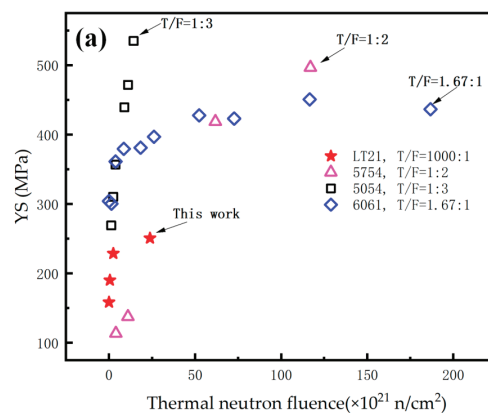 (a)
T/F=1:3
T/F=1:2
T/F=1.67:1
LT21, T/F=1000:1
5754, T/F=1:2
5054, T/F=1:3
6061, T/F=1.67:1
This work
YS (MPa)
500
400
300
200
100
0 50 100 150 200
Thermal neutron fluence(×10²¹ n/cm²)